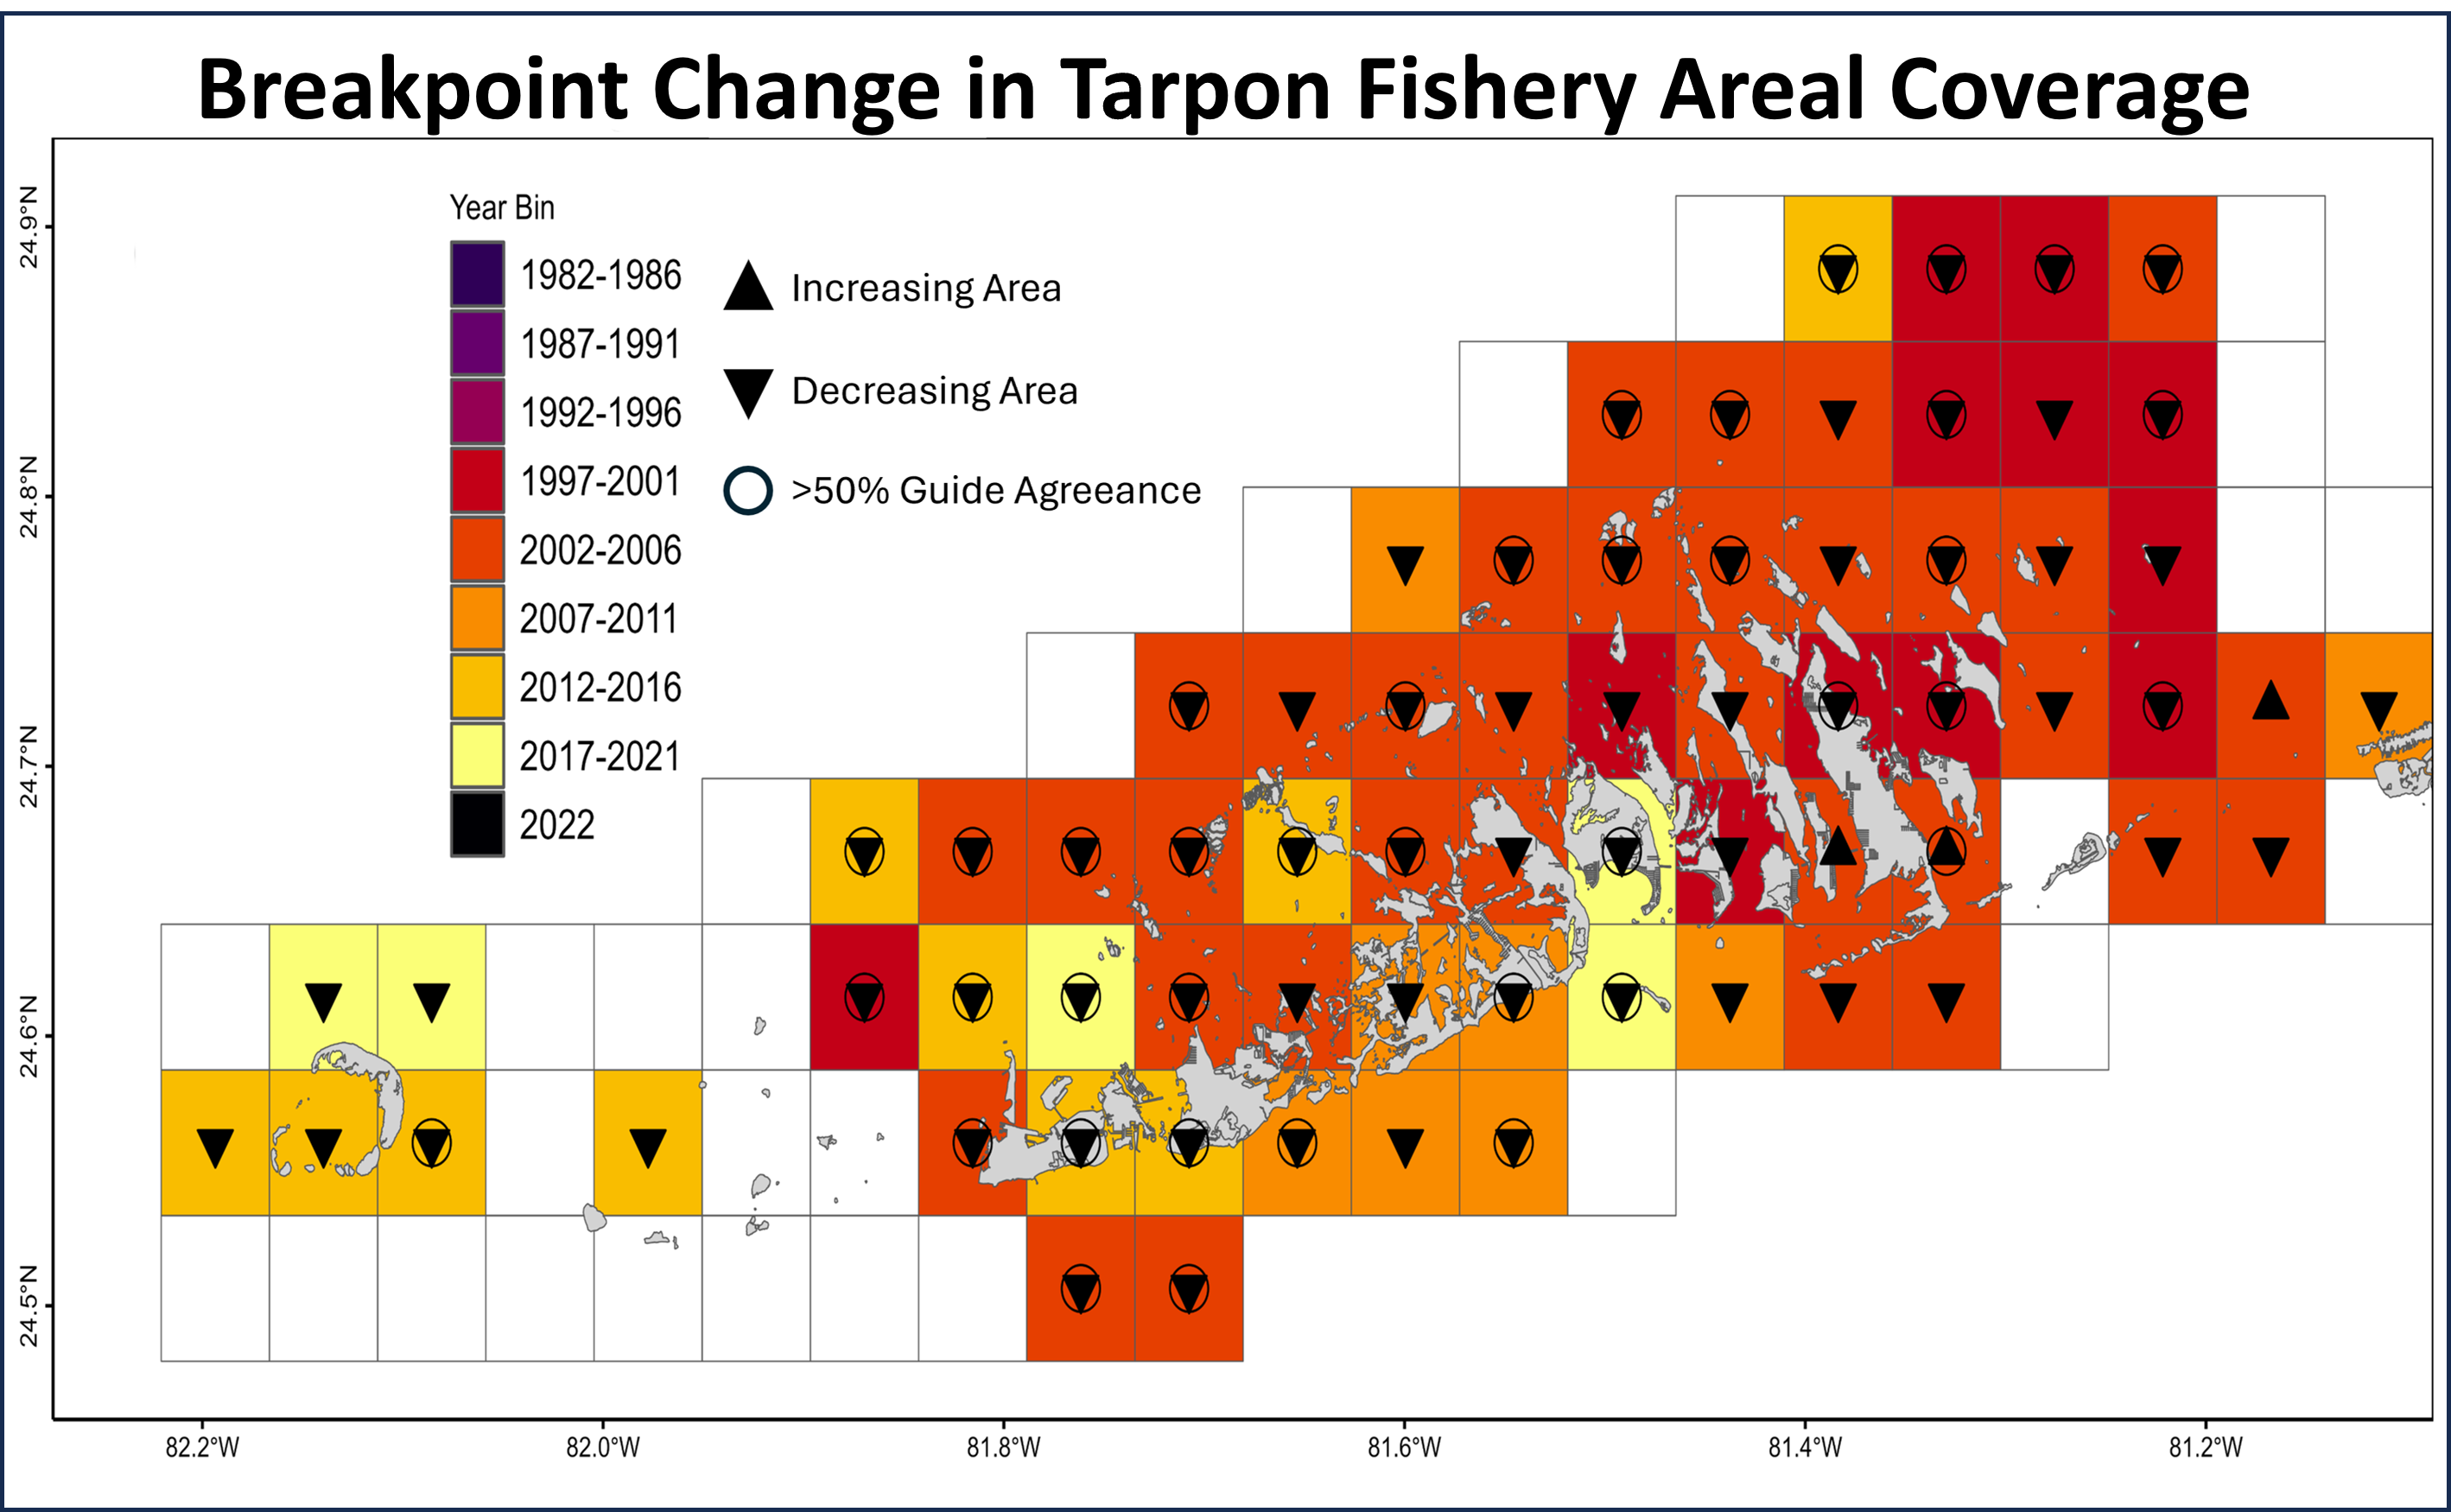 Breakpoint Change in Tarpon Fishery Areal Coverage
Year Bin
1982-1986
1987-1991
1992-1996
1997-2001
2002-2006
2007-2011
2012-2016
2017-2021
2022
Increasing Area
Decreasing Area
>50% Guide Agreeance
24.9°N
24.8°N
24.7°N
24.6°N
24.5°N
82.2°W
82.0°W
81.8°W
81.6°W
81.4°W
81.2°W